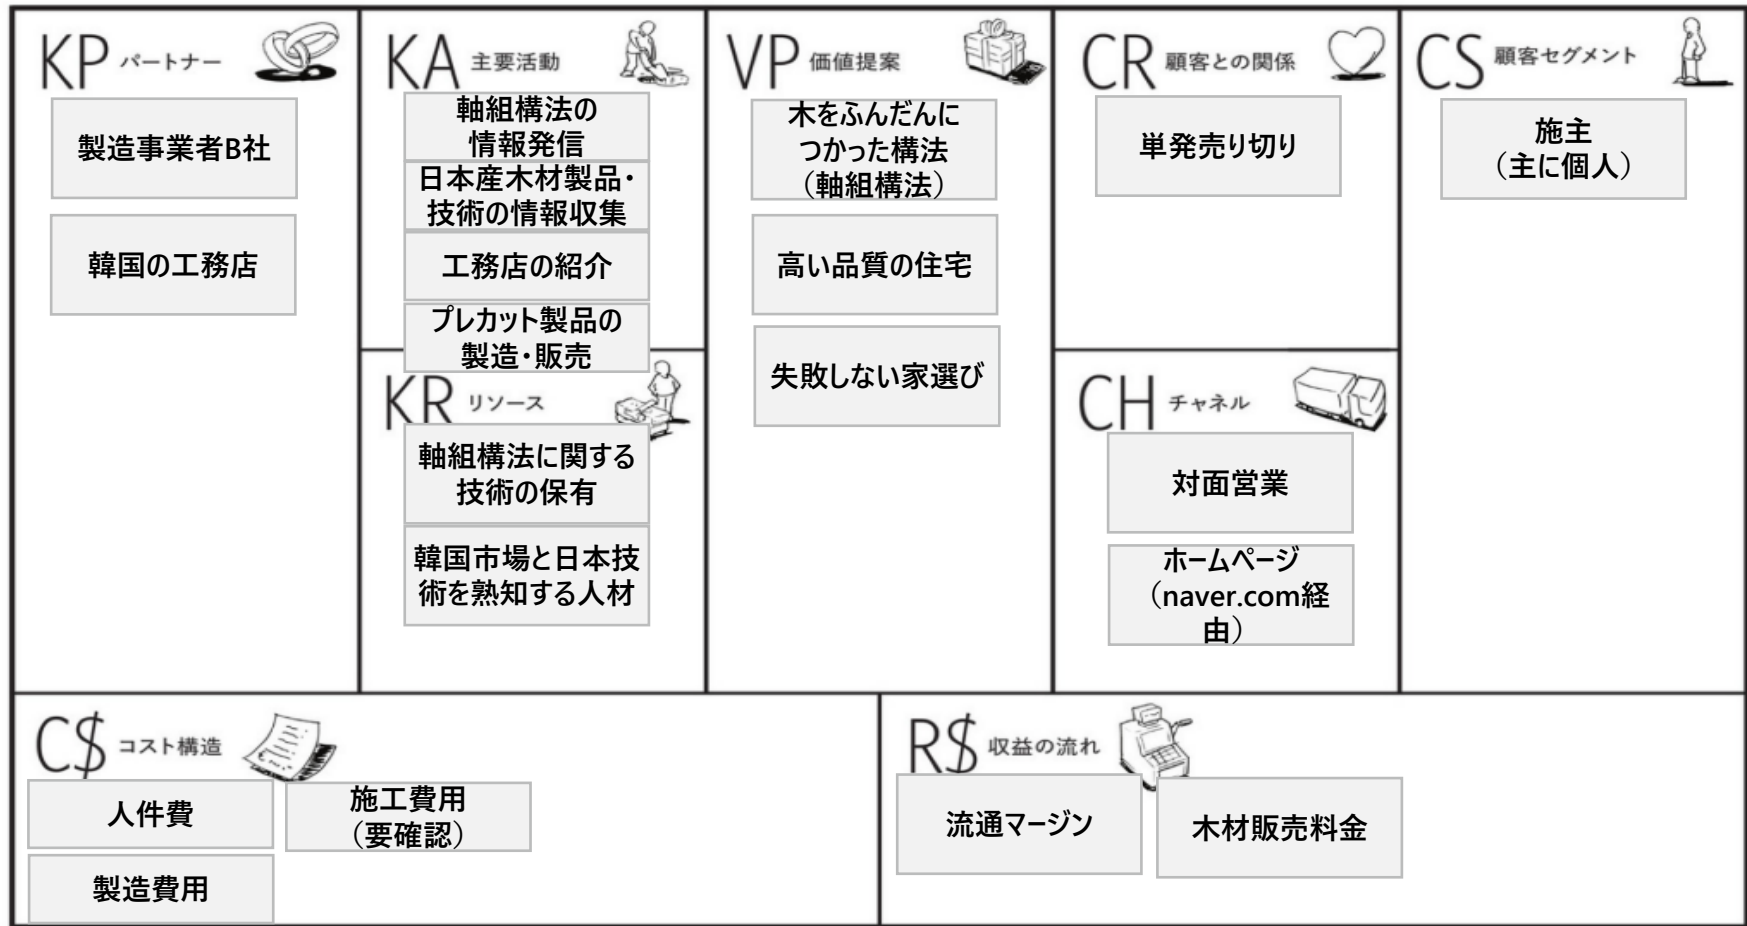 KP パートナー
製造事業者B社
韓国の工務店
KA 主要活動
軸組構法の
情報発信
日本産木材製品・
技術の情報収集
工務店の紹介
プレカット製品の
製造・販売
KR リソース
軸組構法に関する
技術の保有
韓国市場と日本技
術を熟知する人材
VP 価値提案
木をふんだんに
つかった構法
（軸組構法）
高い品質の住宅
失敗しない家選び
CR 顧客との関係
単発売り切り
CH チャネル
対面営業
ホームページ
（naver.com経
由）
CS 顧客セグメント
施主
（主に個人）
C$ コスト構造
人件費
施工費用
（要確認）
製造費用
R$ 収益の流れ
流通マージン
木材販売料金